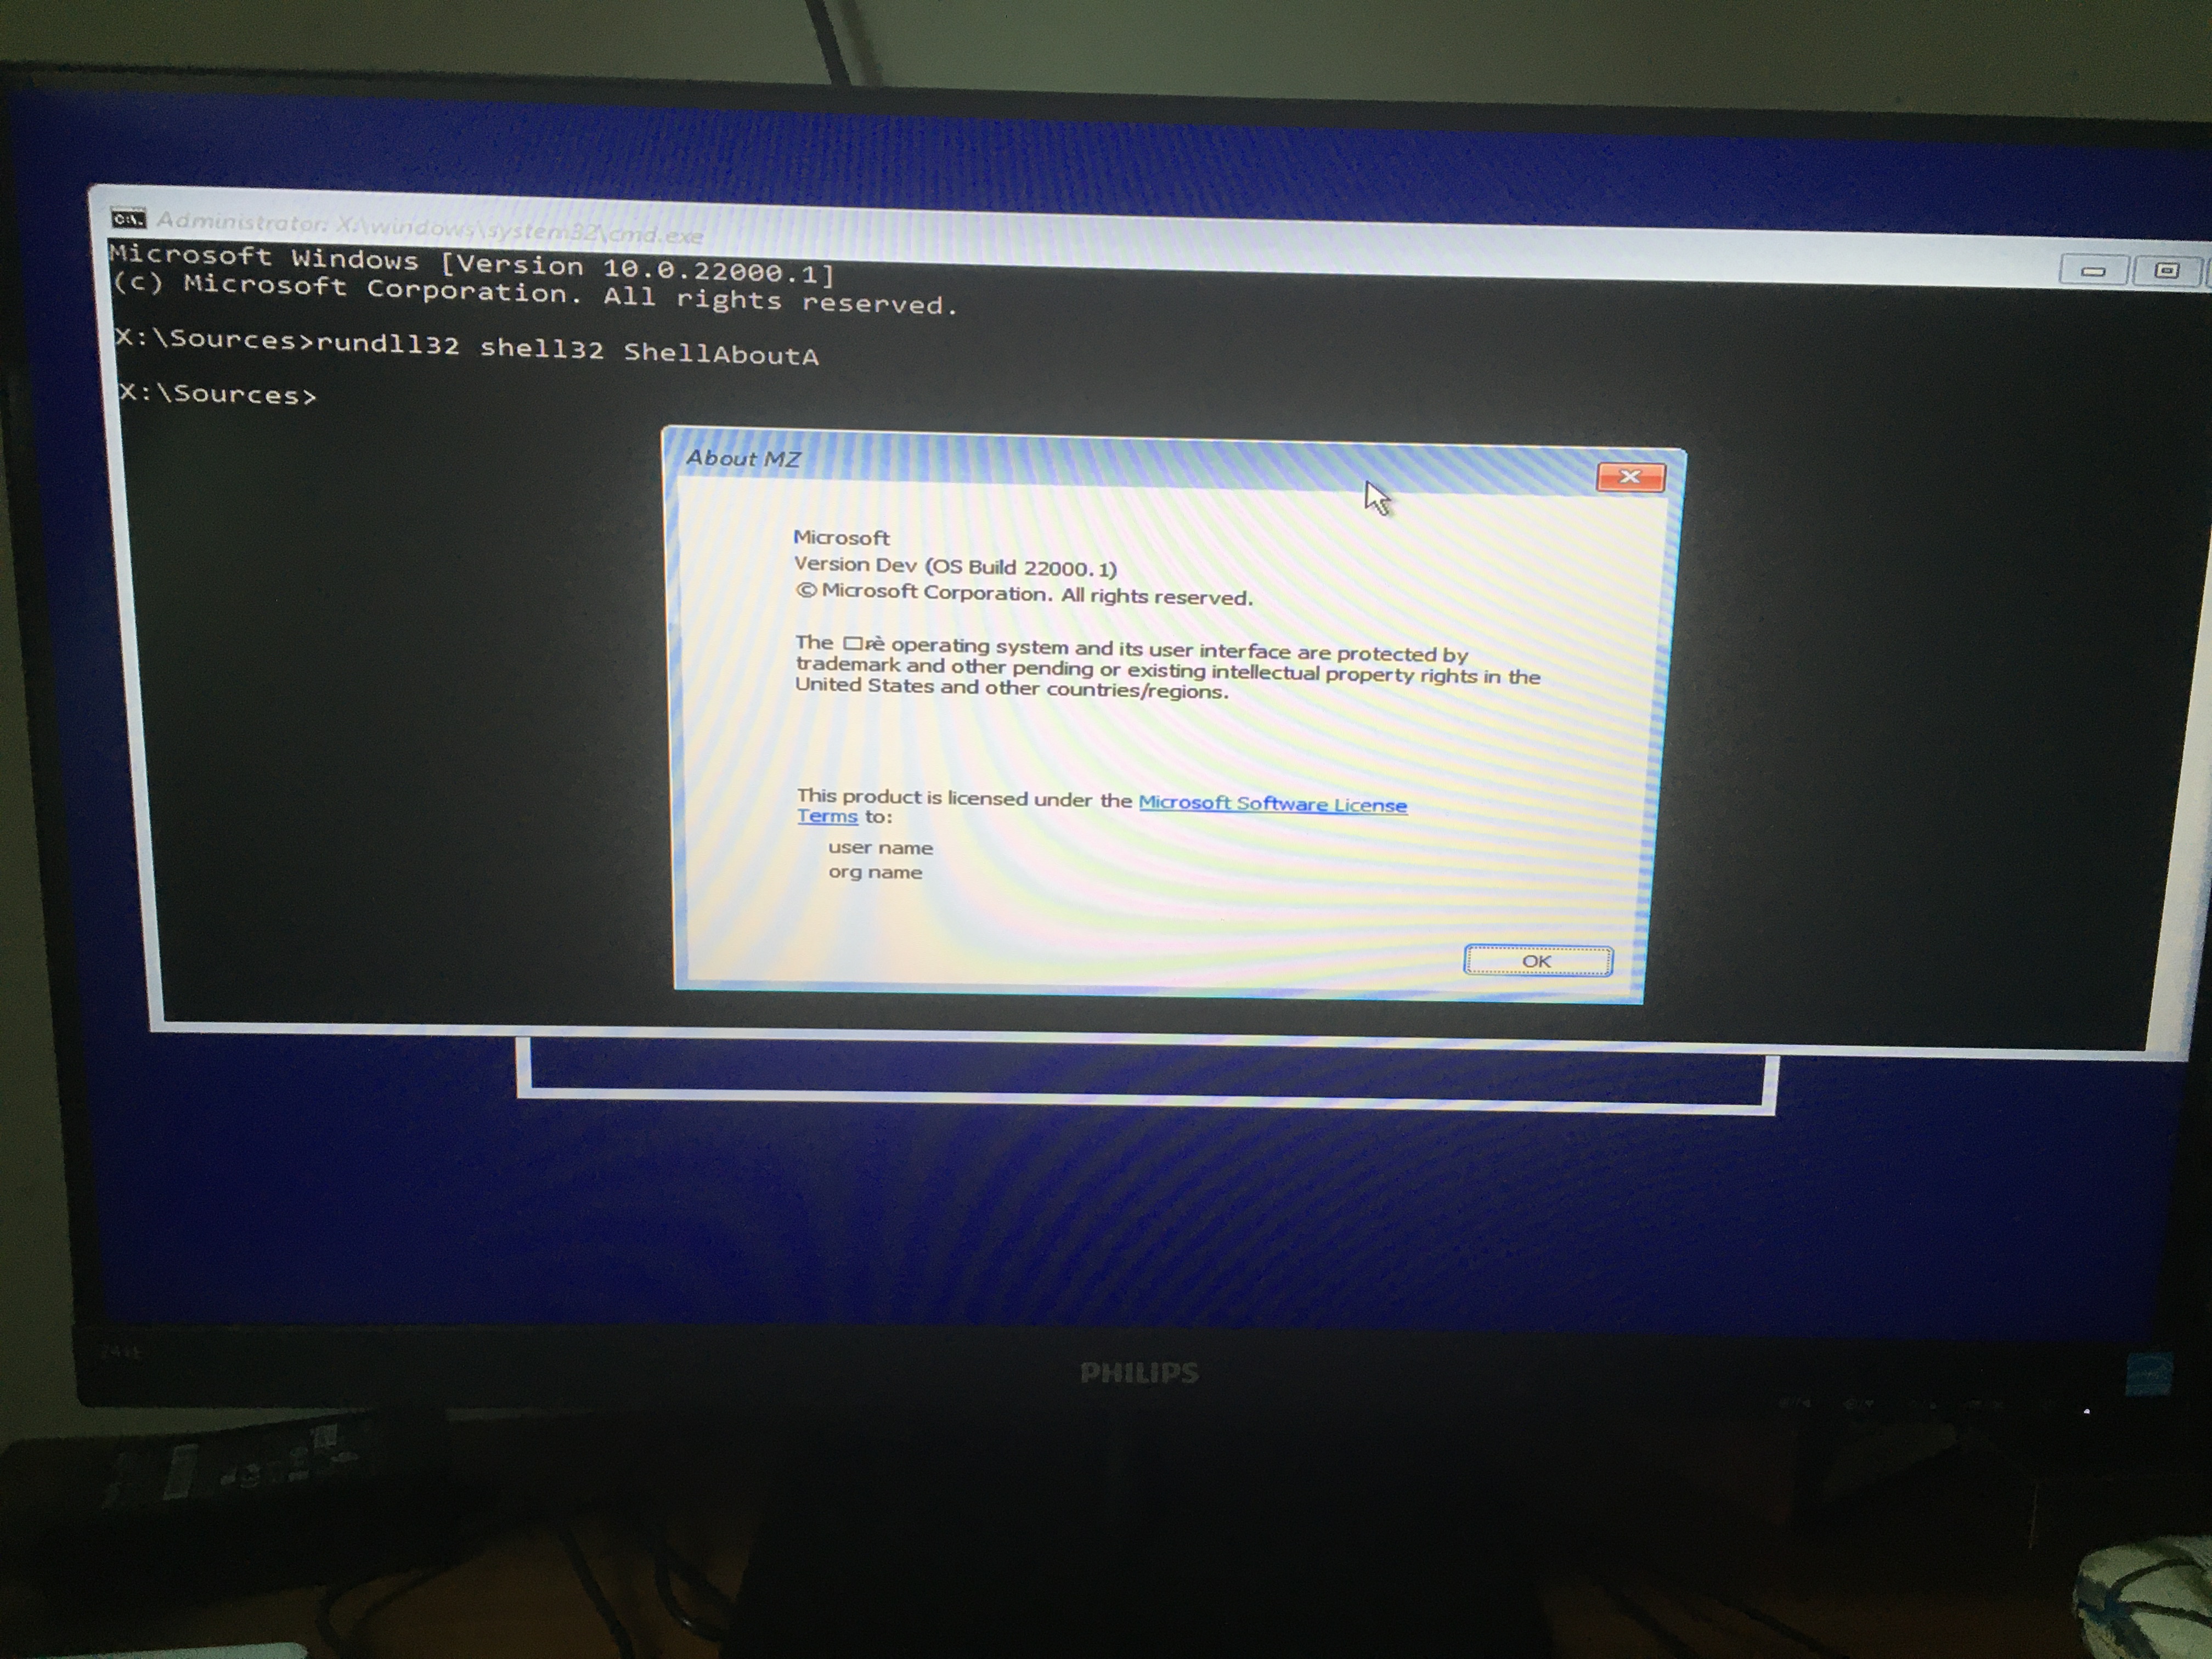 Administrator: X:\windows\system32\cmd.exe
Microsoft Windows [Version 10.0.22000.1]
(c) Microsoft Corporation. All rights reserved.
X:\Sources>rundll32 shell32 ShellAboutA
X:\Sources>
About MZ
Microsoft
Version Dev (OS Build 22000.1)
© Microsoft Corporation. All rights reserved.
The □rè operating system and its user interface are protected by
trademark and other pending or existing intellectual property rights in the
United States and other countries/regions.
This product is licensed under the Microsoft Software License
Terms to:
user name
org name
OK
PHILIPS